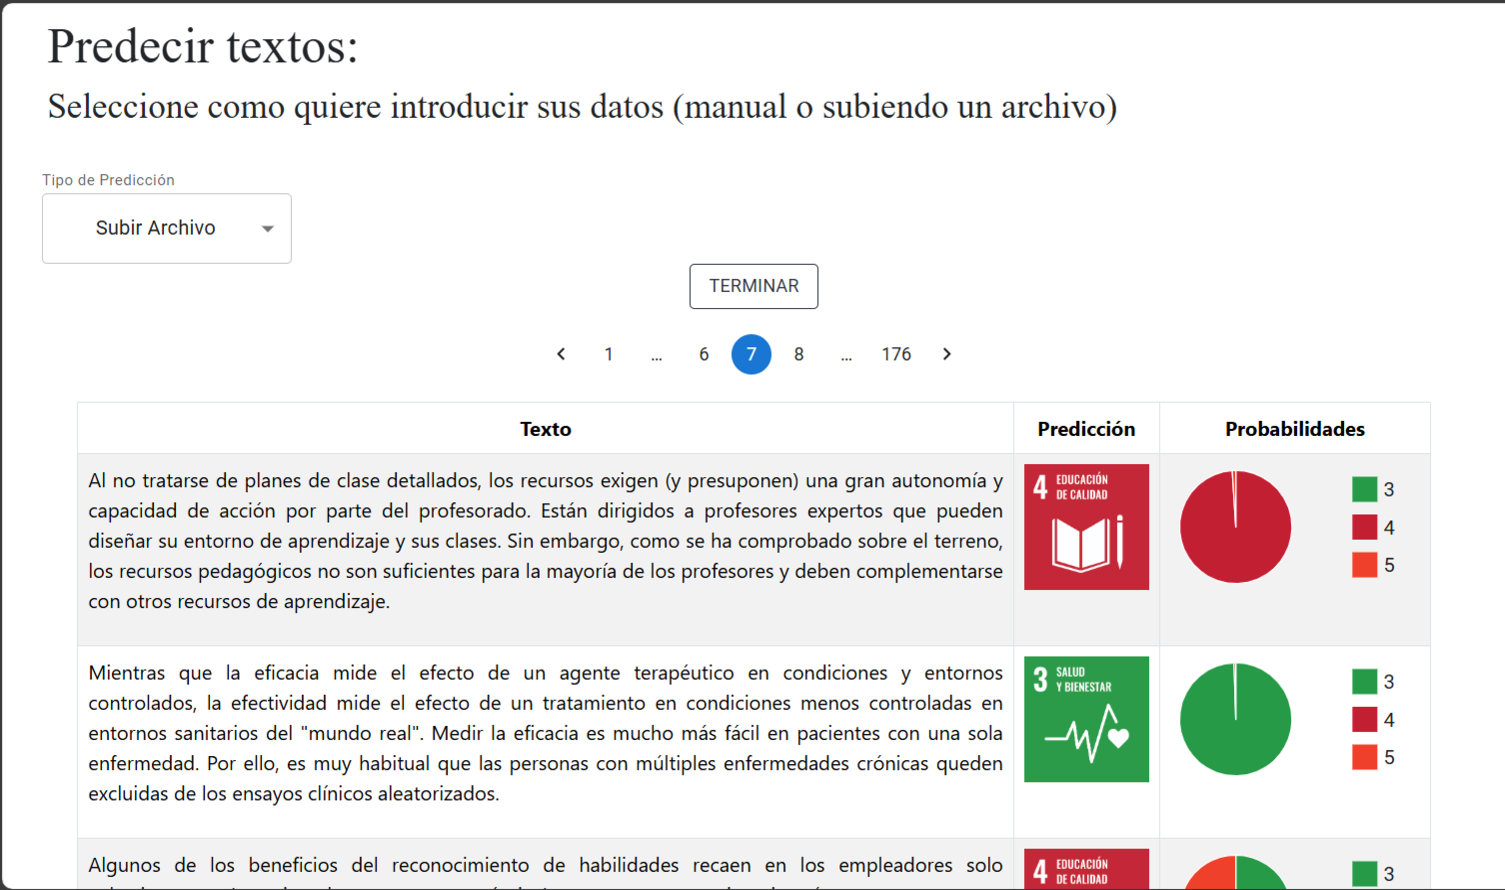 Predecir textos:
Seleccione como quiere introducir sus datos (manual o subiendo un archivo)
Tipo de Predicción
Subir Archivo
TERMINAR
1 ... 6 7 8 ... 176
Texto Predicción Probabilidades
Al no tratarse de planes de clase detallados, los recursos exigen (y presuponen) una gran autonomía y
capacidad de acción por parte del profesorado. Están dirigidos a profesores expertos que pueden
diseñar su entorno de aprendizaje y sus clases. Sin embargo, como se ha comprobado sobre el terreno,
los recursos pedagógicos no son suficientes para la mayoría de los profesores y deben complementarse
con otros recursos de aprendizaje.
4 EDUCACIÓN
DE CALIDAD
3
4
5
Mientras que la eficacia mide el efecto de un agente terapéutico en condiciones y entornos
controlados, la efectividad mide el efecto de un tratamiento en condiciones menos controladas en
entornos sanitarios del "mundo real". Medir la eficacia es mucho más fácil en pacientes con una sola
enfermedad. Por ello, es muy habitual que las personas con múltiples enfermedades crónicas queden
excluidas de los ensayos clínicos aleatorizados.
3 SALUD
Y BIENESTAR
3
4
5
Algunos de los beneficios del reconocimiento de habilidades recaen en los empleadores solo
4 EDUCACIÓN
DE CALIDAD
3